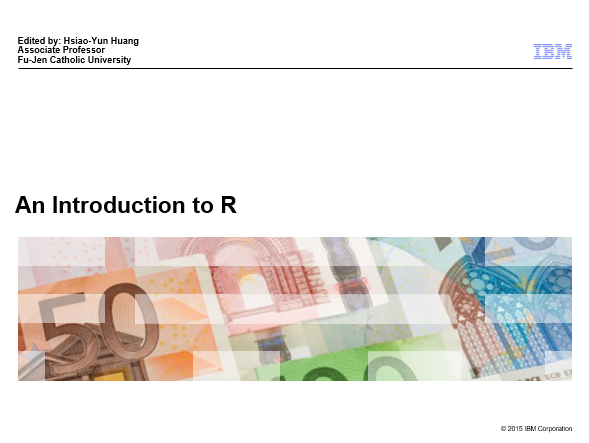 Edited by: Hsiao-Yun Huang
Associate Professor
Fu-Jen Catholic University
IBM
An Introduction to R
50
© 2015 IBM Corporation